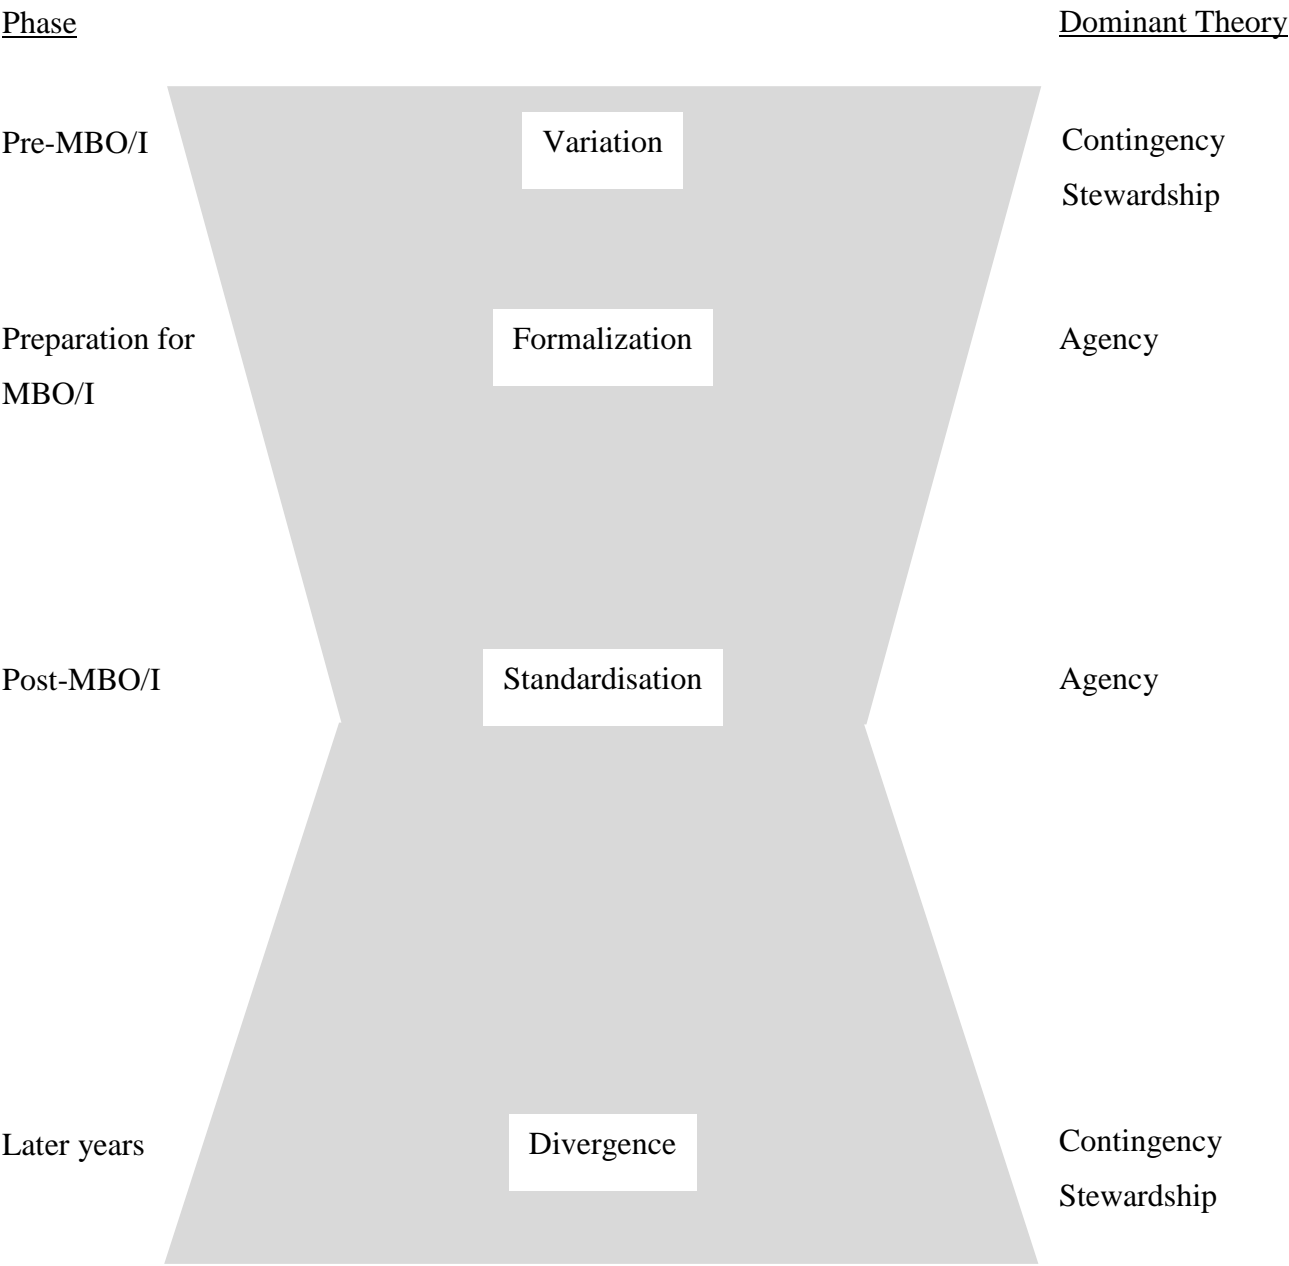 Phase
Dominant Theory
Pre-MBO/I
Variation
Contingency
Stewardship
Preparation for
MBO/I
Formalization
Agency
Post-MBO/I
Standardisation
Agency
Later years
Divergence
Contingency
Stewardship